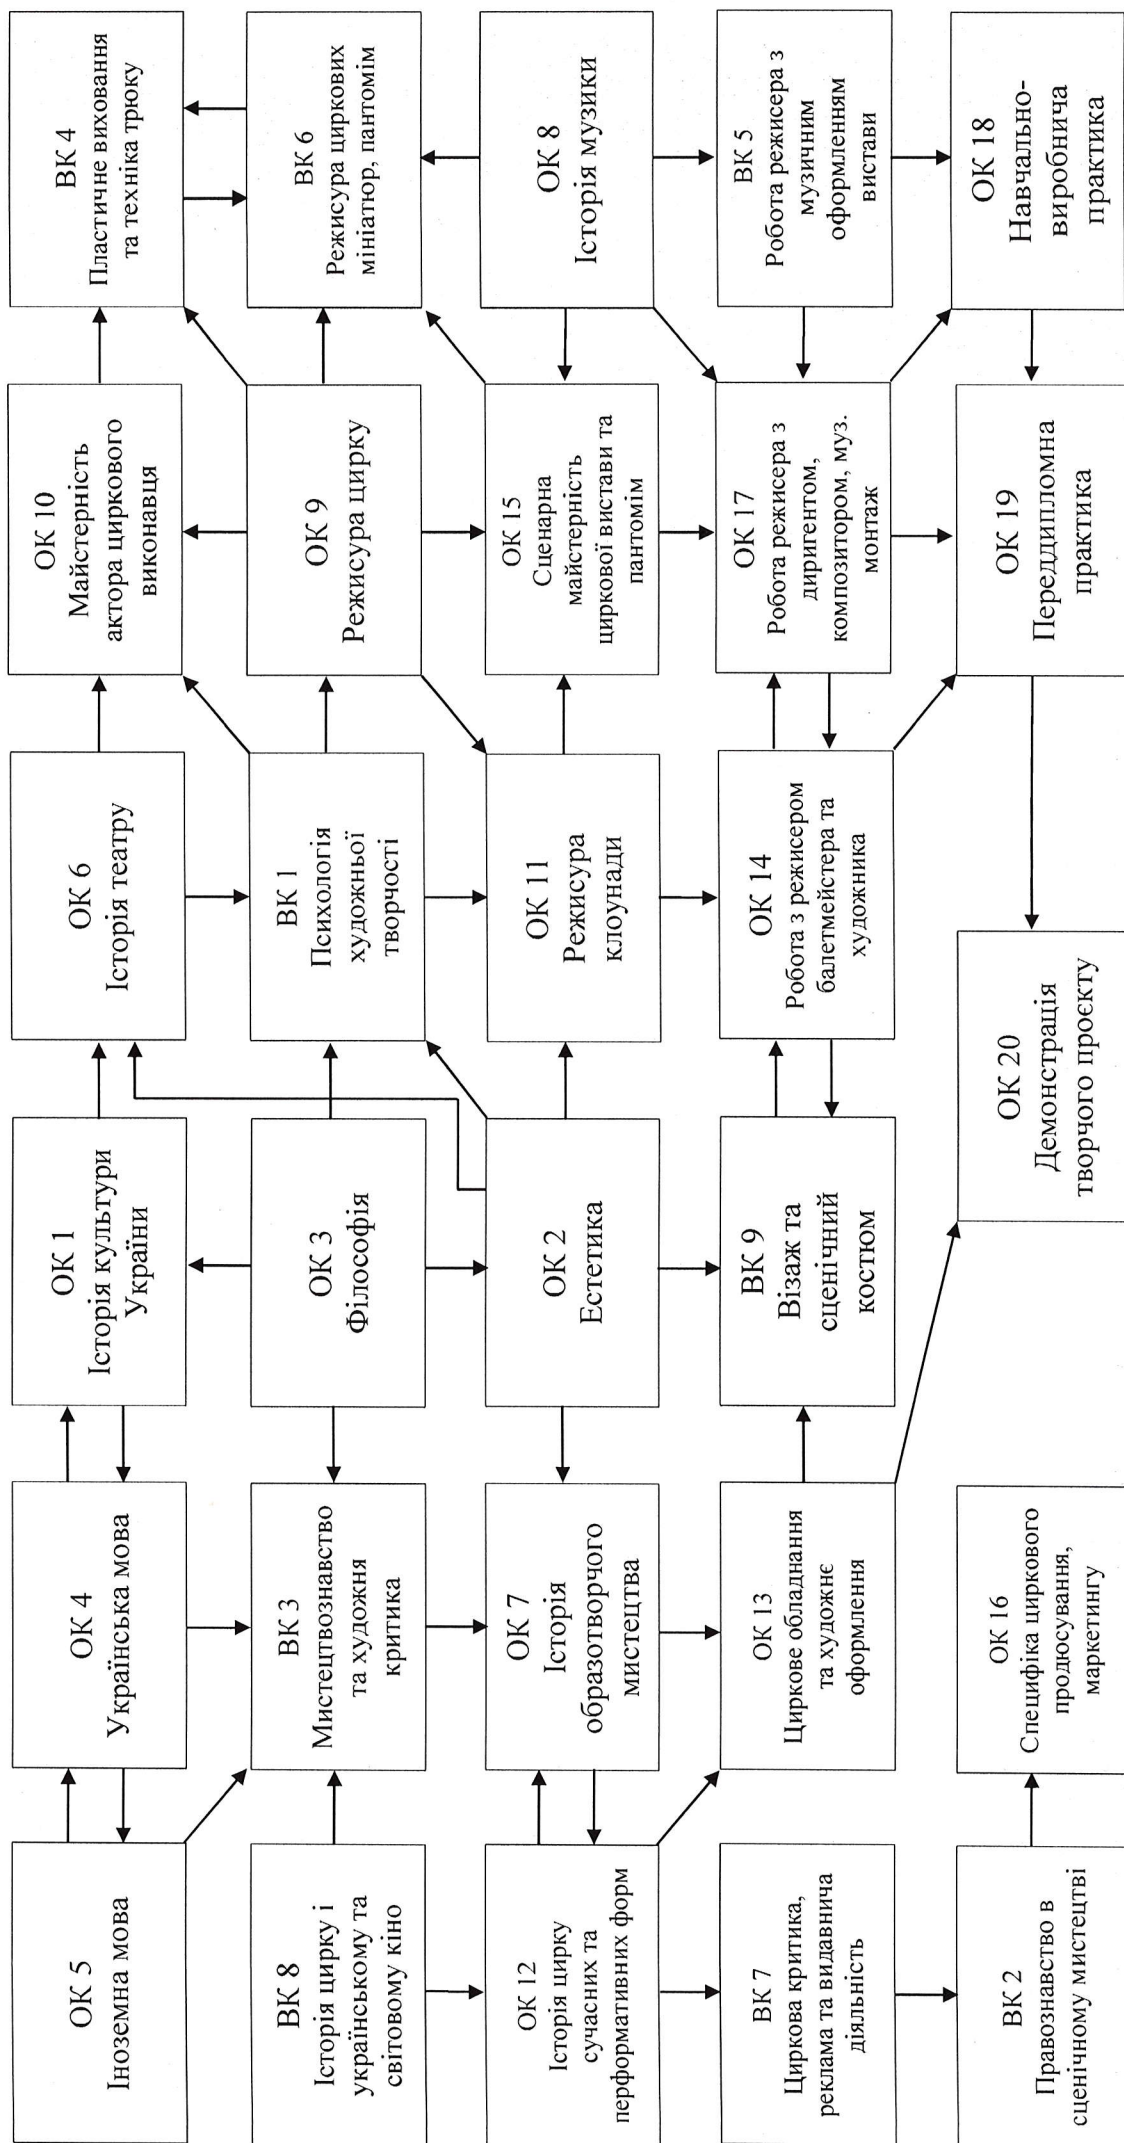 ОК 5
Іноземна мова
ОК 4
Українська мова
ОК 1
Історія культури
України
ОК 6
Історія театру
ОК 10
Майстерність
актора циркового
виконавця
ВК 4
Пластичне виховання
та техніка трюку
ВК 8
Історія цирку і
українському та
світовому кіно
ВК 3
Мистецтвознавство
та художня
критика
ОК 3
Філософія
ВК 1
Психологія
художньої
творчості
ОК 9
Режисура цирку
ВК 6
Режисура циркових
мініатюр, пантомім
ОК 12
Історія цирку
сучасних та
перформативних форм
ОК 7
Історія
образотворчого
мистецтва
ОК 2
Естетика
ОК 11
Режисура
клоунади
ОК 15
Сценарна
майстерність
циркової вистави та
пантомім
ОК 8
Історія музики
ВК 7
Циркова критика,
реклама та видавнича
діяльність
ОК 13
Циркове обладнання
та художнє
оформлення
ВК 9
Візаж та
сценічний
костюм
ОК 14
Робота з режисером
балетмейстера та
художника
ОК 17
Робота режисера з
диригентом,
композитором, муз.
монтаж
ВК 5
Робота режисера з
музичним
оформленням
вистави
ВК 2
Правознавство в
сценічному мистецтві
ОК 16
Специфіка циркового
продюсування,
маркетингу
ОК 20
Демонстрація
творчого проєкту
ОК 19
Переддипломна
практика
ОК 18
Навчально-
виробнича
практика